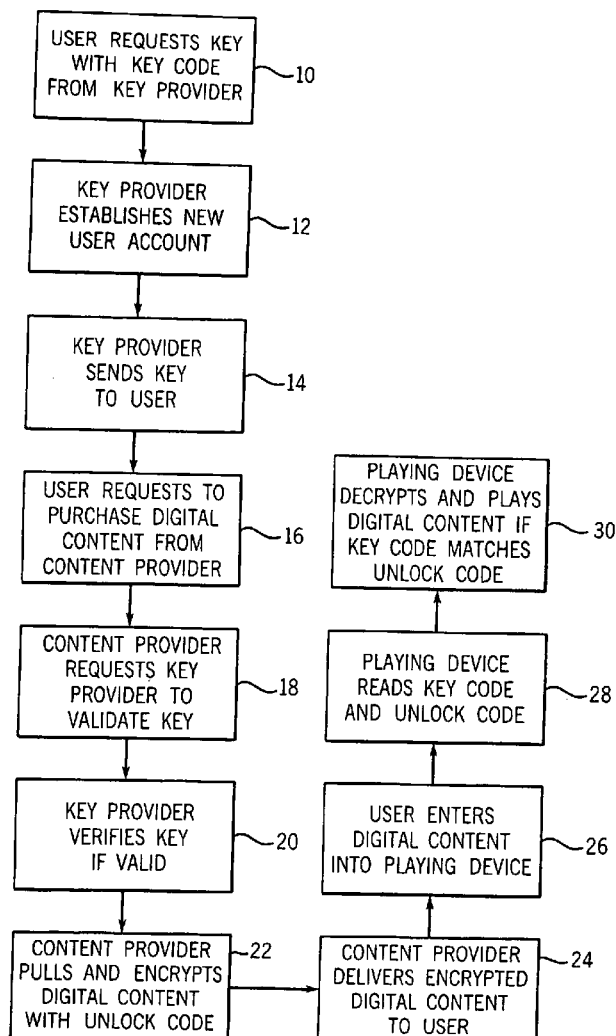 USER REQUESTS KEY
WITH KEY CODE
FROM KEY PROVIDER
10
KEY PROVIDER
ESTABLISHES NEW
USER ACCOUNT
12
KEY PROVIDER
SENDS KEY
TO USER
14
USER REQUESTS TO
PURCHASE DIGITAL
CONTENT FROM
CONTENT PROVIDER
16
CONTENT PROVIDER
REQUESTS KEY
PROVIDER TO
VALIDATE KEY
18
KEY PROVIDER
VERIFIES KEY
IF VALID
20
CONTENT PROVIDER
PULLS AND ENCRYPTS
DIGITAL CONTENT
WITH UNLOCK CODE
22
CONTENT PROVIDER
DELIVERS ENCRYPTED
DIGITAL CONTENT
TO USER
24
USER ENTERS
DIGITAL CONTENT
INTO PLAYING DEVICE
26
PLAYING DEVICE
READS KEY CODE
AND UNLOCK CODE
28
PLAYING DEVICE
DECRYPTS AND PLAYS
DIGITAL CONTENT IF
KEY CODE MATCHES
UNLOCK CODE
30